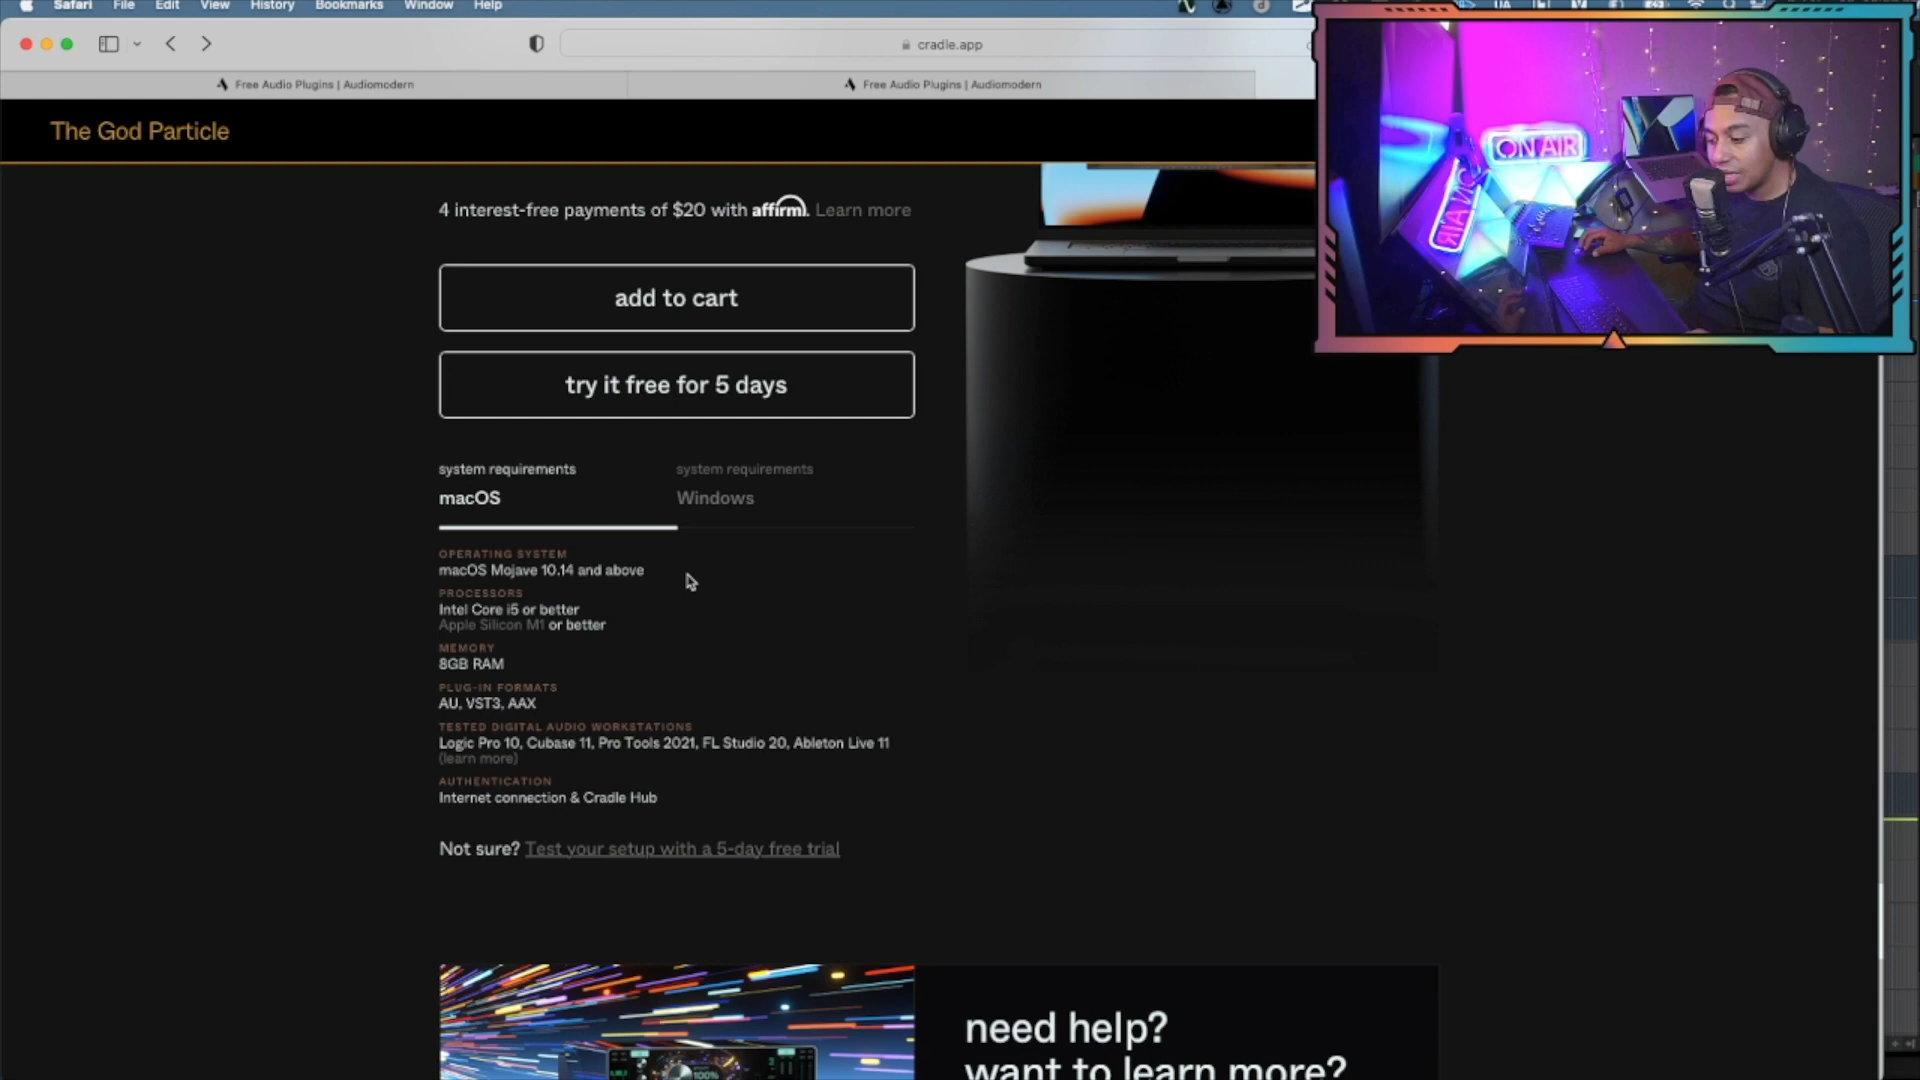 Safari File Edit View History Bookmarks Window Help
cradle.app
Free Audio Plugins | Audiomodern
Free Audio Plugins | Audiomodern
The God Particle
4 interest-free payments of $20 with affirm. Learn more
add to cart
try it free for 5 days
system requirements
macOS
system requirements
Windows
OPERATING SYSTEM
macOS Mojave 10.14 and above
PROCESSORS
Intel Core i5 or better
Apple Silicon M1 or better
MEMORY
8GB RAM
PLUG-IN FORMATS
AU, VST3, AAX
TESTED DIGITAL AUDIO WORKSTATIONS
Logic Pro 10, Cubase 11, Pro Tools 2021, FL Studio 20, Ableton Live 11
(learn more)
AUTHENTICATION
Internet connection & Cradle Hub
Not sure? Test your setup with a 5-day free trial
need help?
want to learn more?
100%
ON AIR
ON AIR